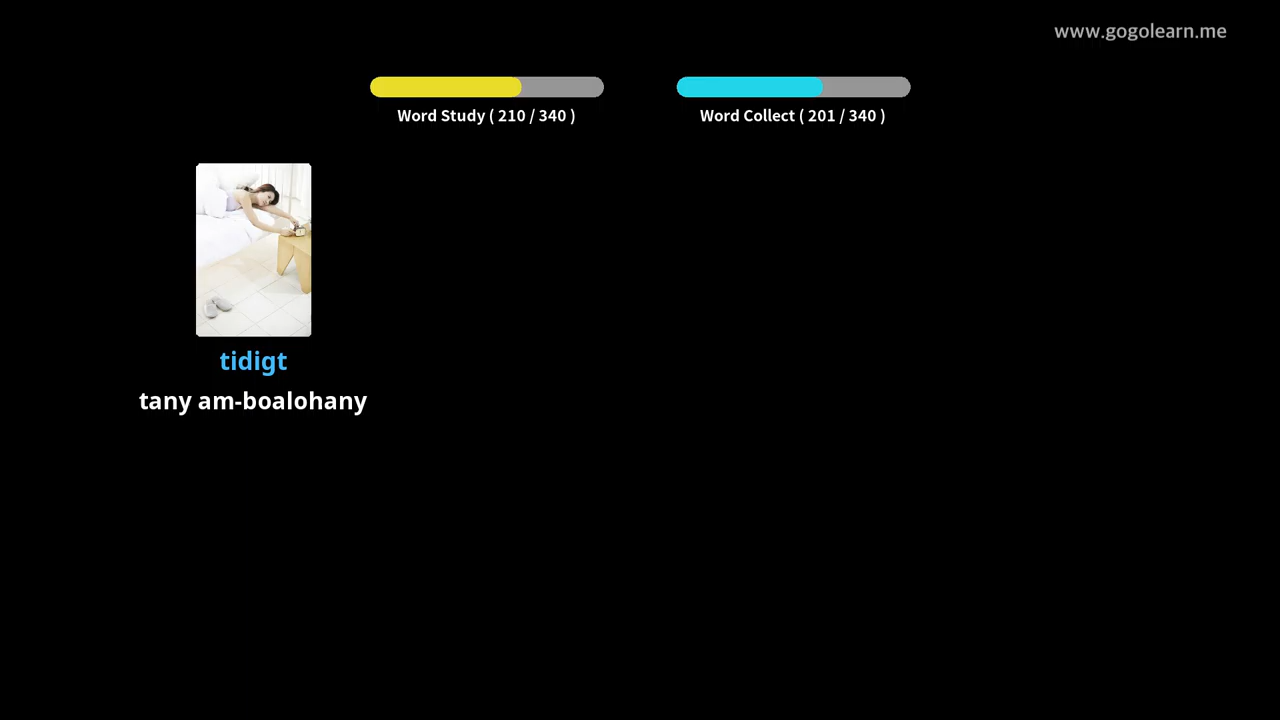 www.gogolearn.me
Word Study ( 210 / 340 )
Word Collect ( 201 / 340 )
tidigt
tany am-boalohany